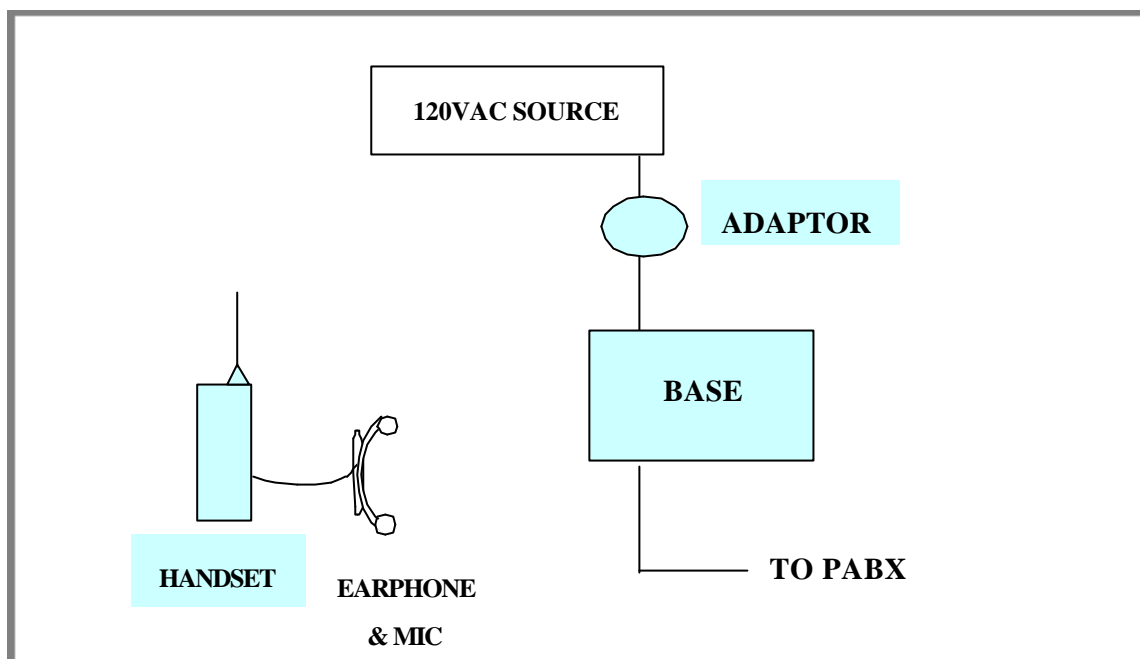 120VAC SOURCE
ADAPTOR
BASE
HANDSET
EARPHONE
& MIC
TO PABX